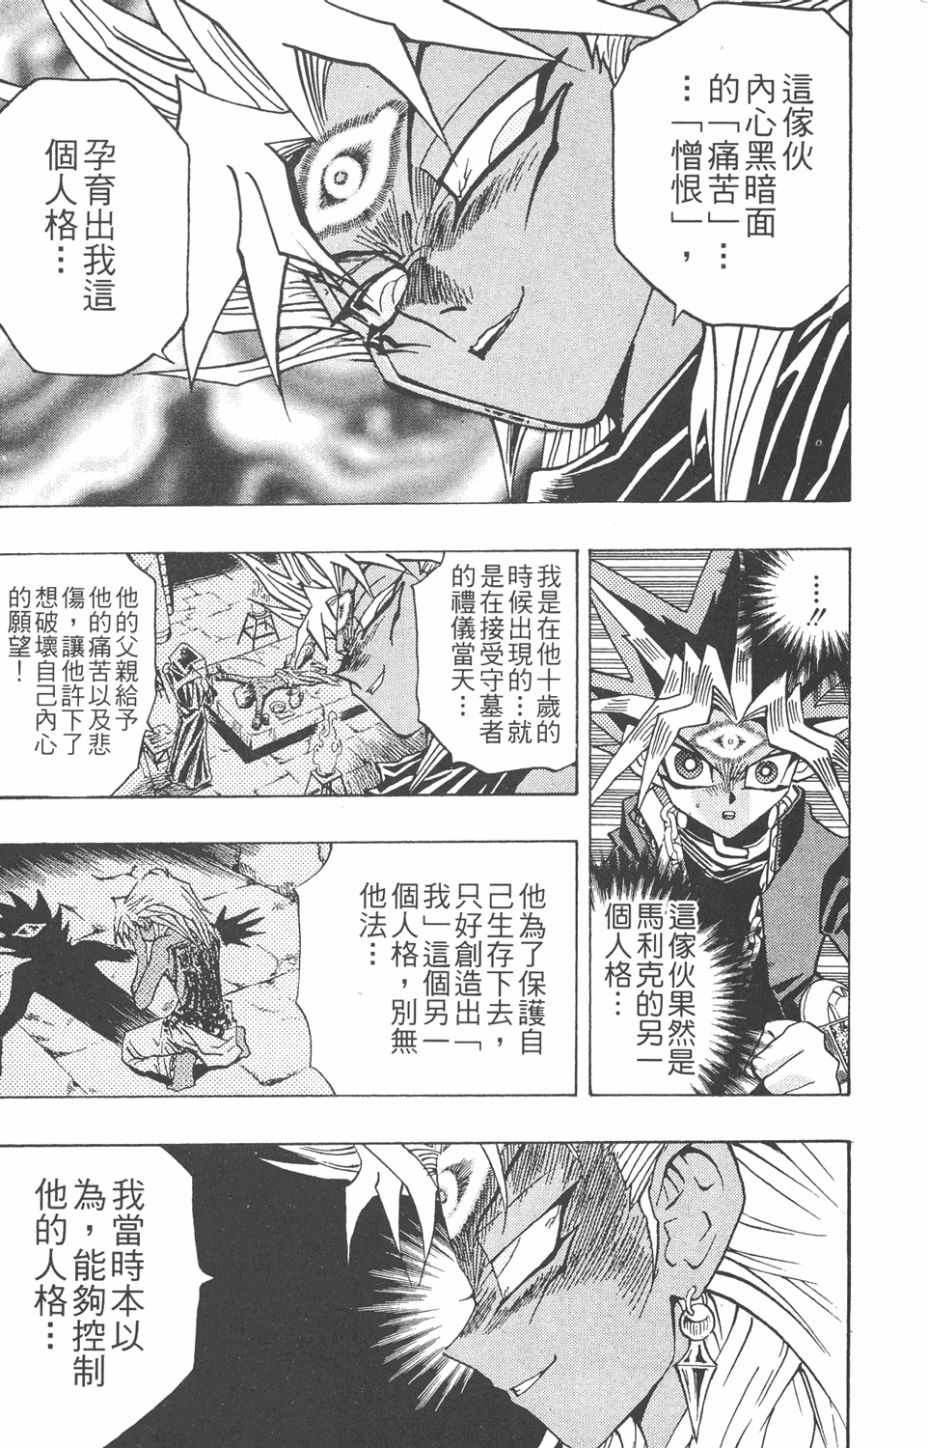 這傢伙
內心黑暗面
的「痛苦」…
…「憎恨」，
孕育出我這
個人格…
…!!
這傢伙果然是
馬利克的另一
個人格…
我是在他十歲的
時候出現的…就
是在接受守墓者
的禮儀當天…
他的父親給予
他的痛苦以及悲
傷，讓他許下了
想破壞自己內心
的願望！
他為了保護自
己生存下去，
只好創造出「
我」這個另一
個人格，別無
他法…
我當時本以
為，能夠控制
他的人格…